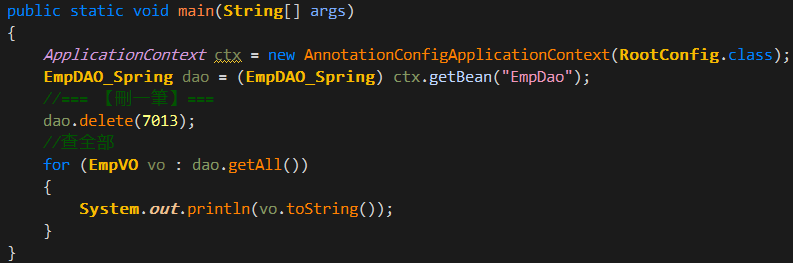 public static void main(String[] args)
{
ApplicationContext ctx = new AnnotationConfigApplicationContext(RootConfig.class);
EmpDAO_Spring dao = (EmpDAO_Spring) ctx.getBean("EmpDao");
//=== 【刪一筆】===
dao.delete(7013);
//查全部
for (EmpVO vo : dao.getAll())
{
System.out.println(vo.toString());
}
}